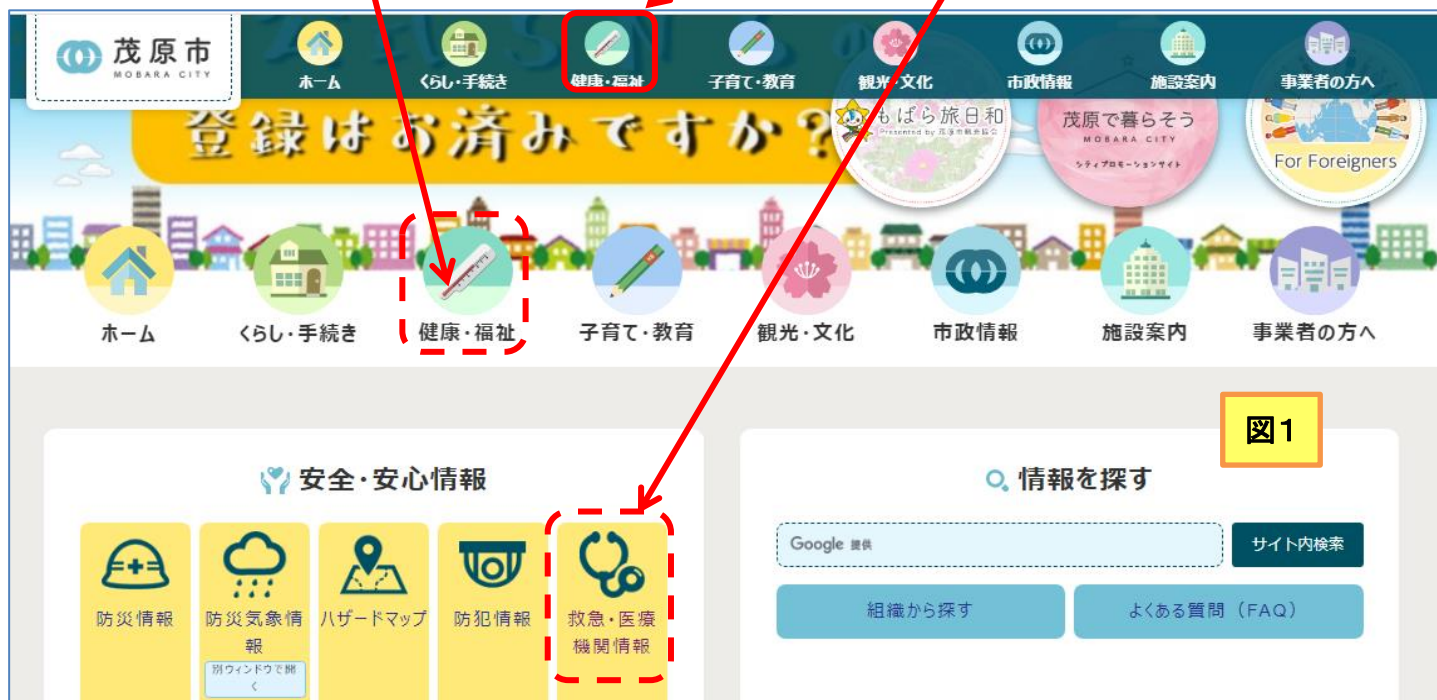 茂原市
MOBARA CITY
ホーム
くらし・手続き
健康・福祉
子育て・教育
観光・文化
市政情報
施設案内
事業者の方へ
登録はお済みですか?
もばら旅日和
Presented by 茂原市観光協会
茂原で暮らそう
MOBARA CITY
シティプロモーションサイト
For Foreigners
ホーム
くらし・手続き
健康・福祉
子育て・教育
観光・文化
市政情報
施設案内
事業者の方へ
図1
安全・安心情報
情報を探す
防災情報
防災気象情
報
別ウィンドウで開
く
ハザードマップ
防犯情報
救急・医療
機関情報
Google 提供
サイト内検索
組織から探す
よくある質問（FAQ）